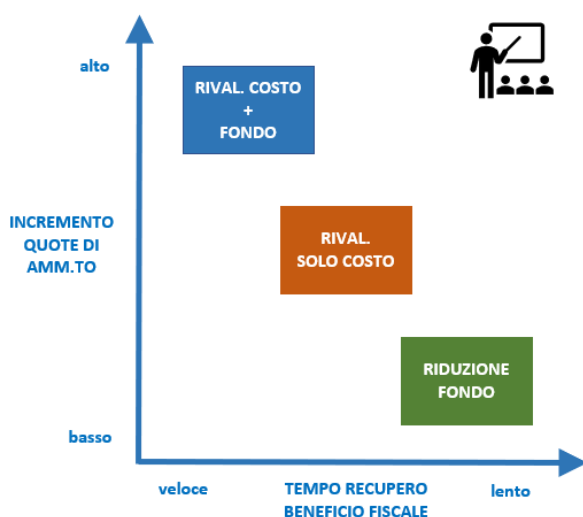 alto
RIVAL. COSTO
+
FONDO
INCREMENTO
QUOTE DI
AMM.TO
RIVAL.
SOLO COSTO
RIDUZIONE
FONDO
basso
veloce
TEMPO RECUPERO
BENEFICIO FISCALE
lento